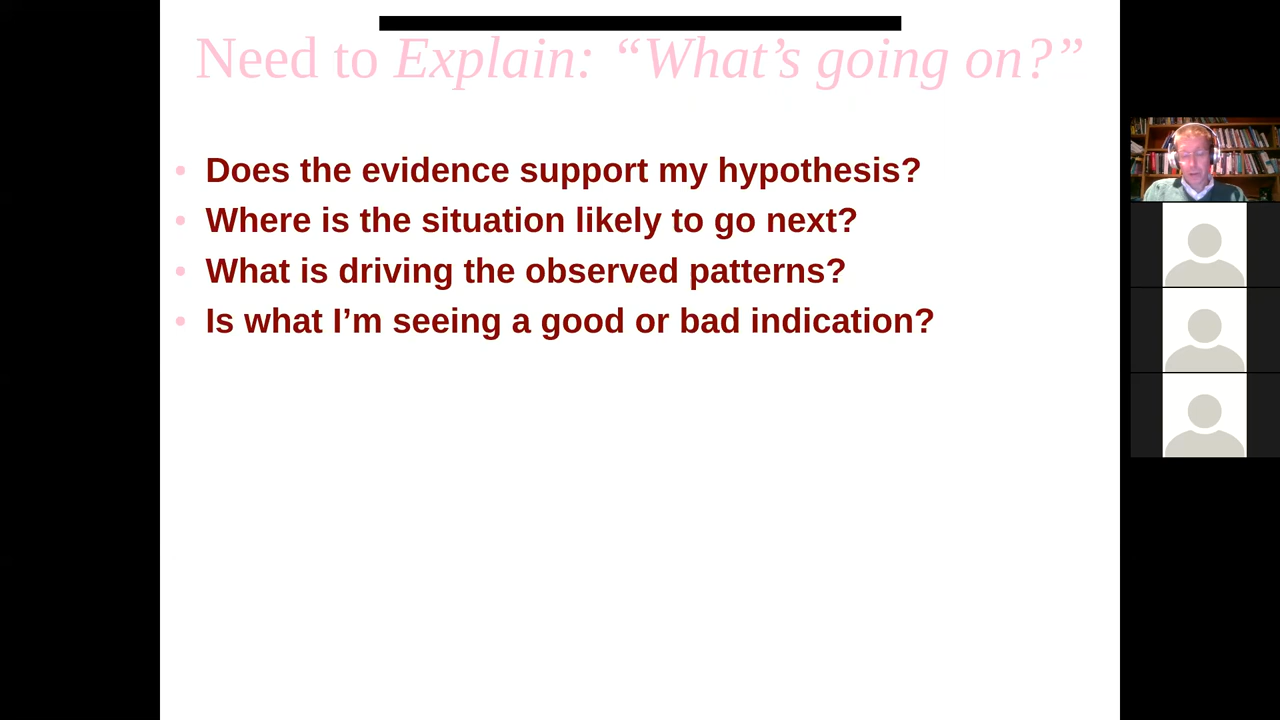 Need to Explain: “What’s going on?”
• Does the evidence support my hypothesis?
• Where is the situation likely to go next?
• What is driving the observed patterns?
• Is what I’m seeing a good or bad indication?